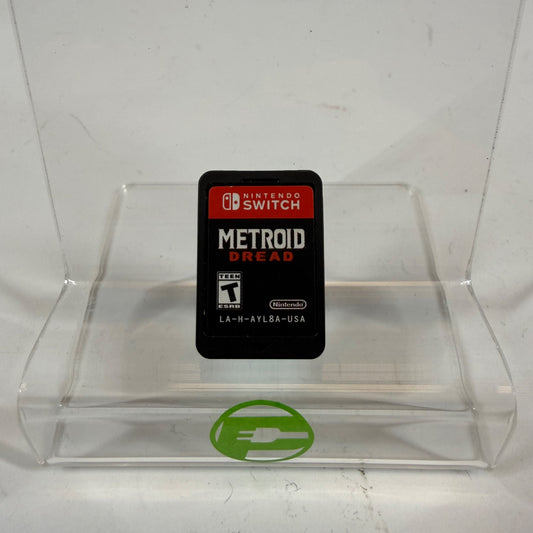 NINTENDO
SWITCH
METROID
DREAD
TEEN
T
ESRB
Nintendo
LA-H-AYL8A-USA